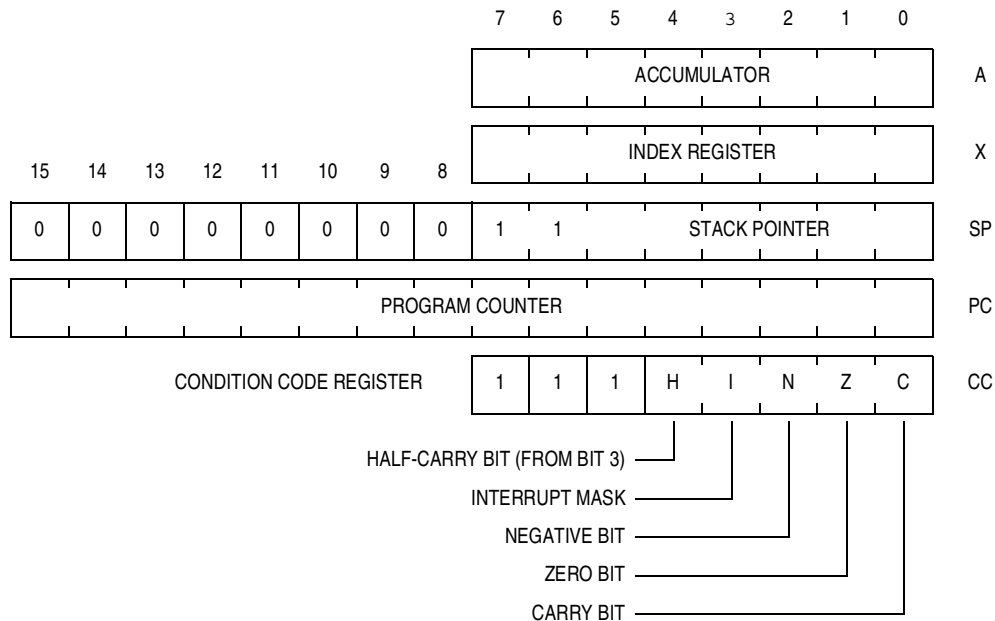 7 6 5 4 3 2 1 0
ACCUMULATOR A
INDEX REGISTER X
15 14 13 12 11 10 9 8
0 0 0 0 0 0 0 0 1 1 STACK POINTER SP
PROGRAM COUNTER PC
CONDITION CODE REGISTER 1 1 1 H I N Z C CC
HALF-CARRY BIT (FROM BIT 3)
INTERRUPT MASK
NEGATIVE BIT
ZERO BIT
CARRY BIT